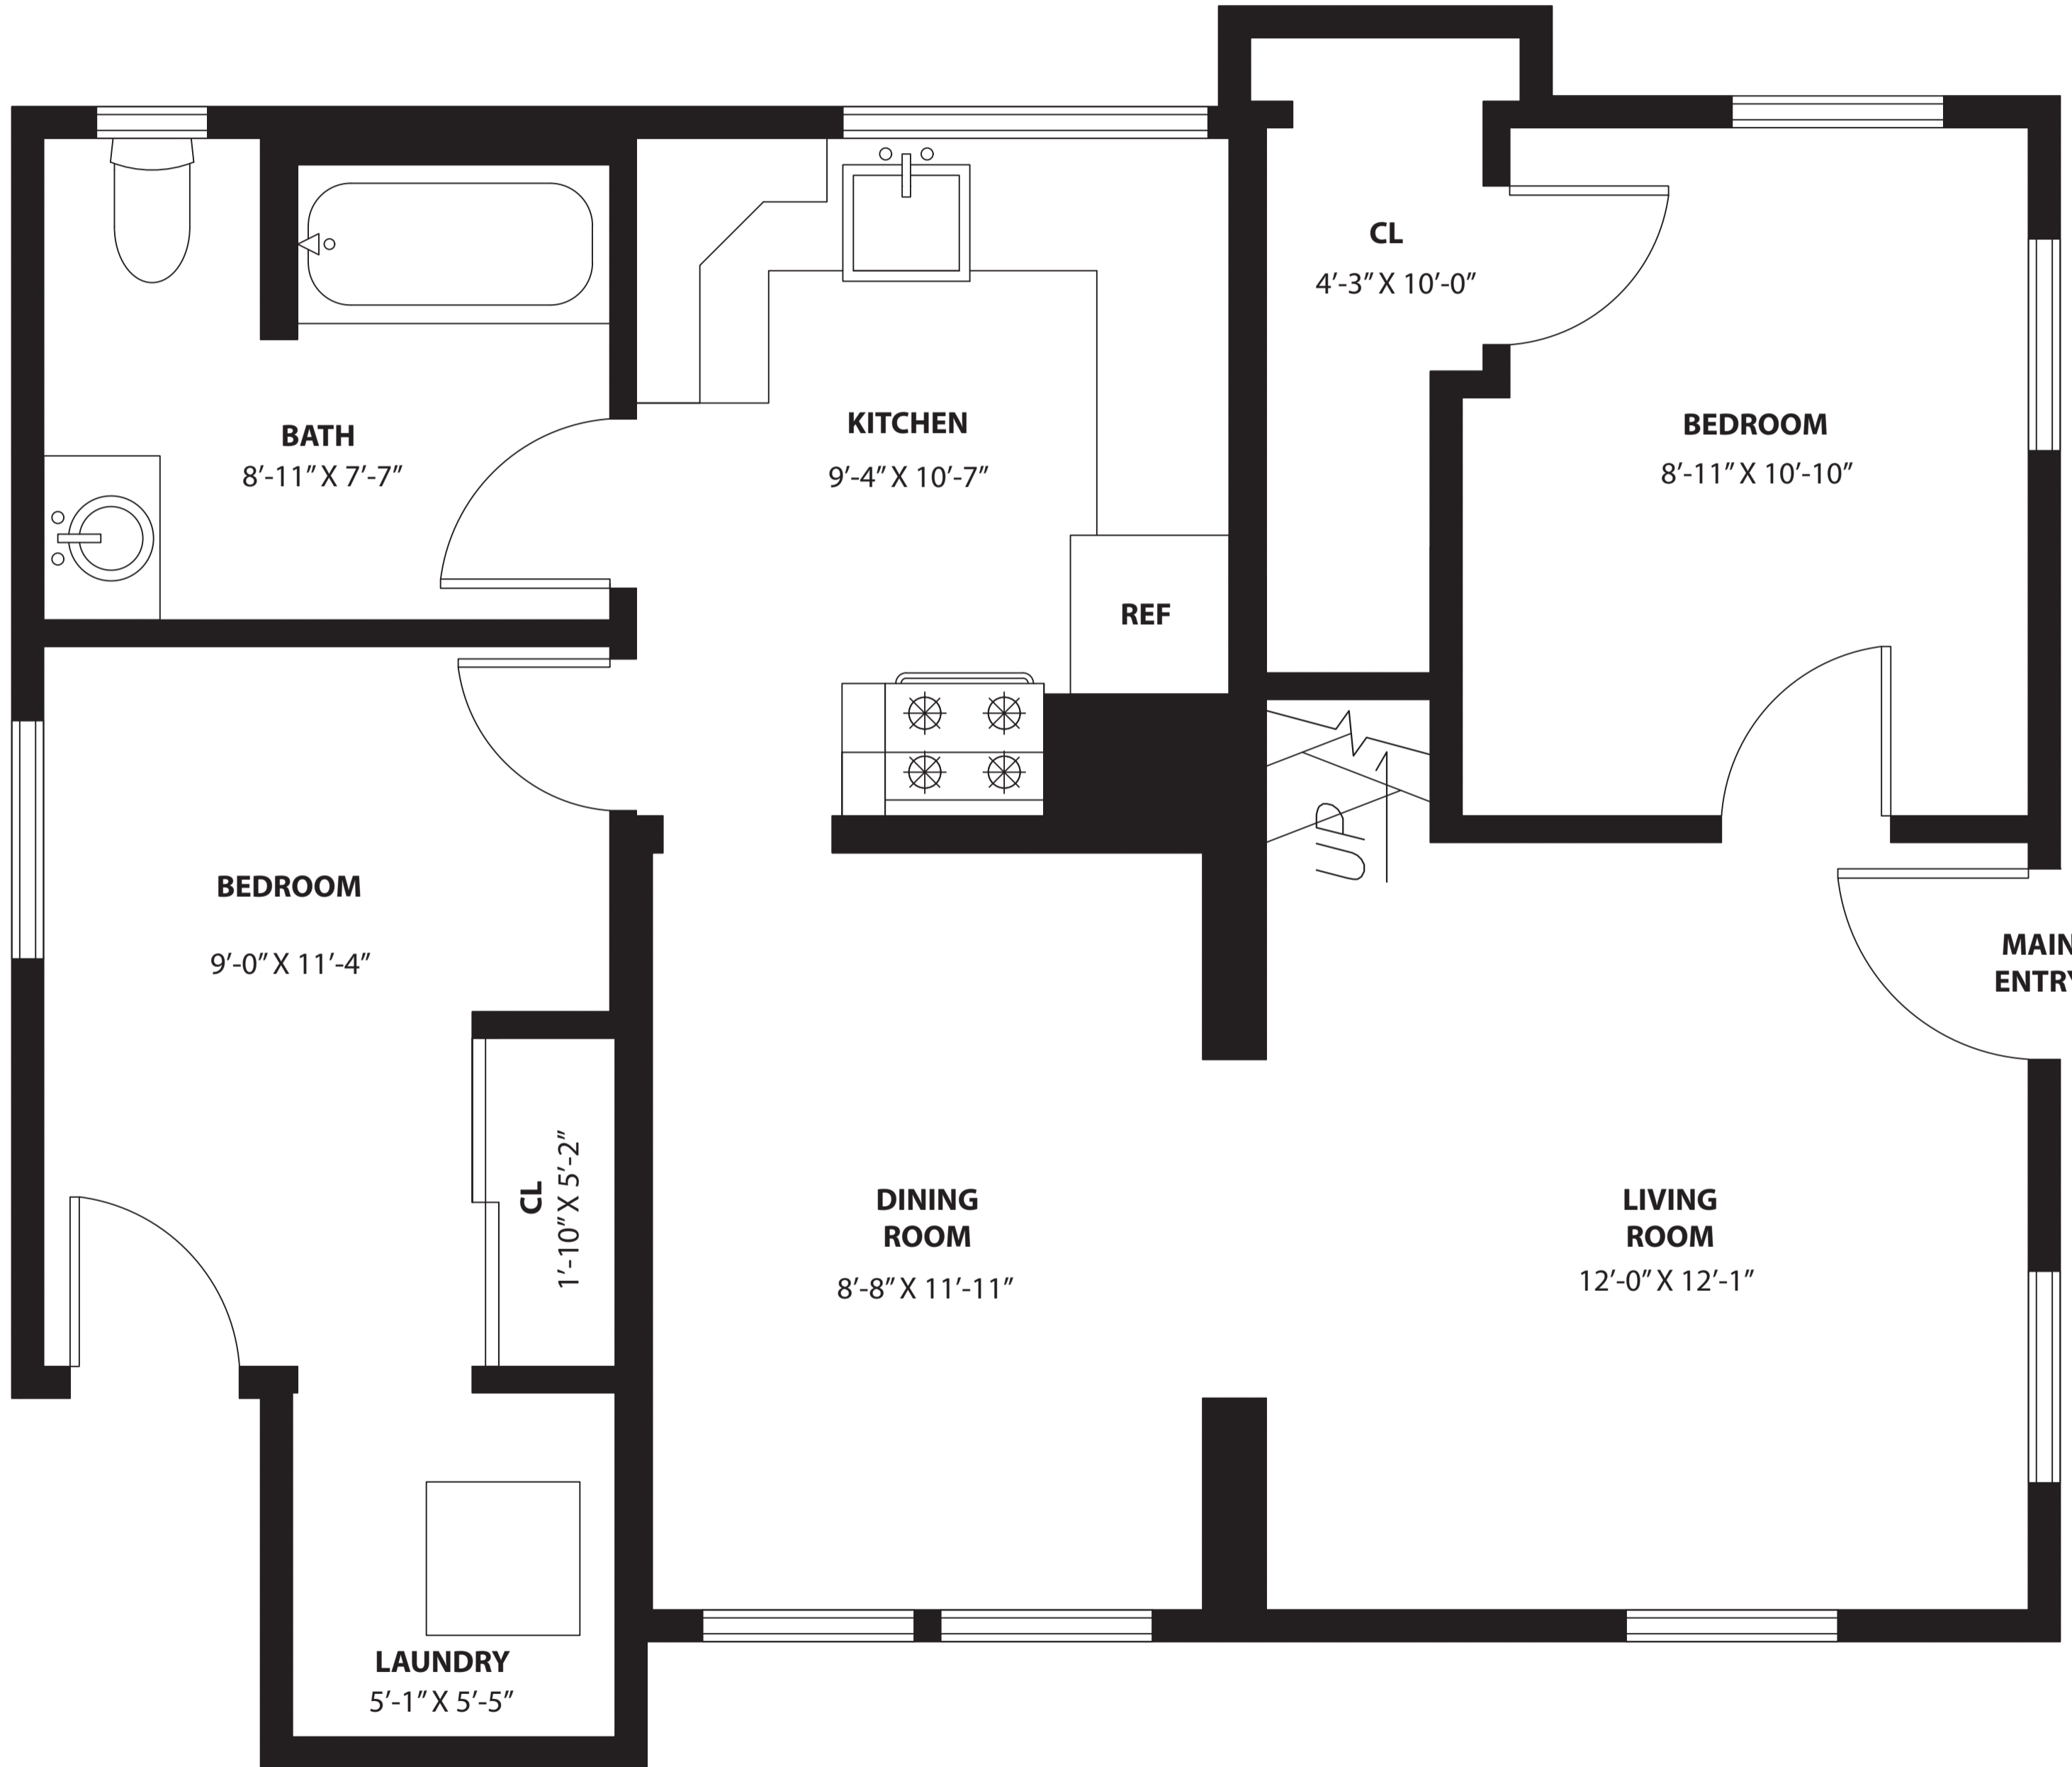 CL
4’-3” X 10’-0”
BATH
8’-11” X 7’-7”
KITCHEN
9’-4” X 10’-7”
BEDROOM
8’-11” X 10’-10”
REF
UP
BEDROOM
9’-0” X 11’-4”
MAIN
ENTRY
CL
1’-10” X 5’-2”
DINING
ROOM
8’-8” X 11’-11”
LIVING
ROOM
12’-0” X 12’-1”
LAUNDRY
5’-1” X 5’-5”